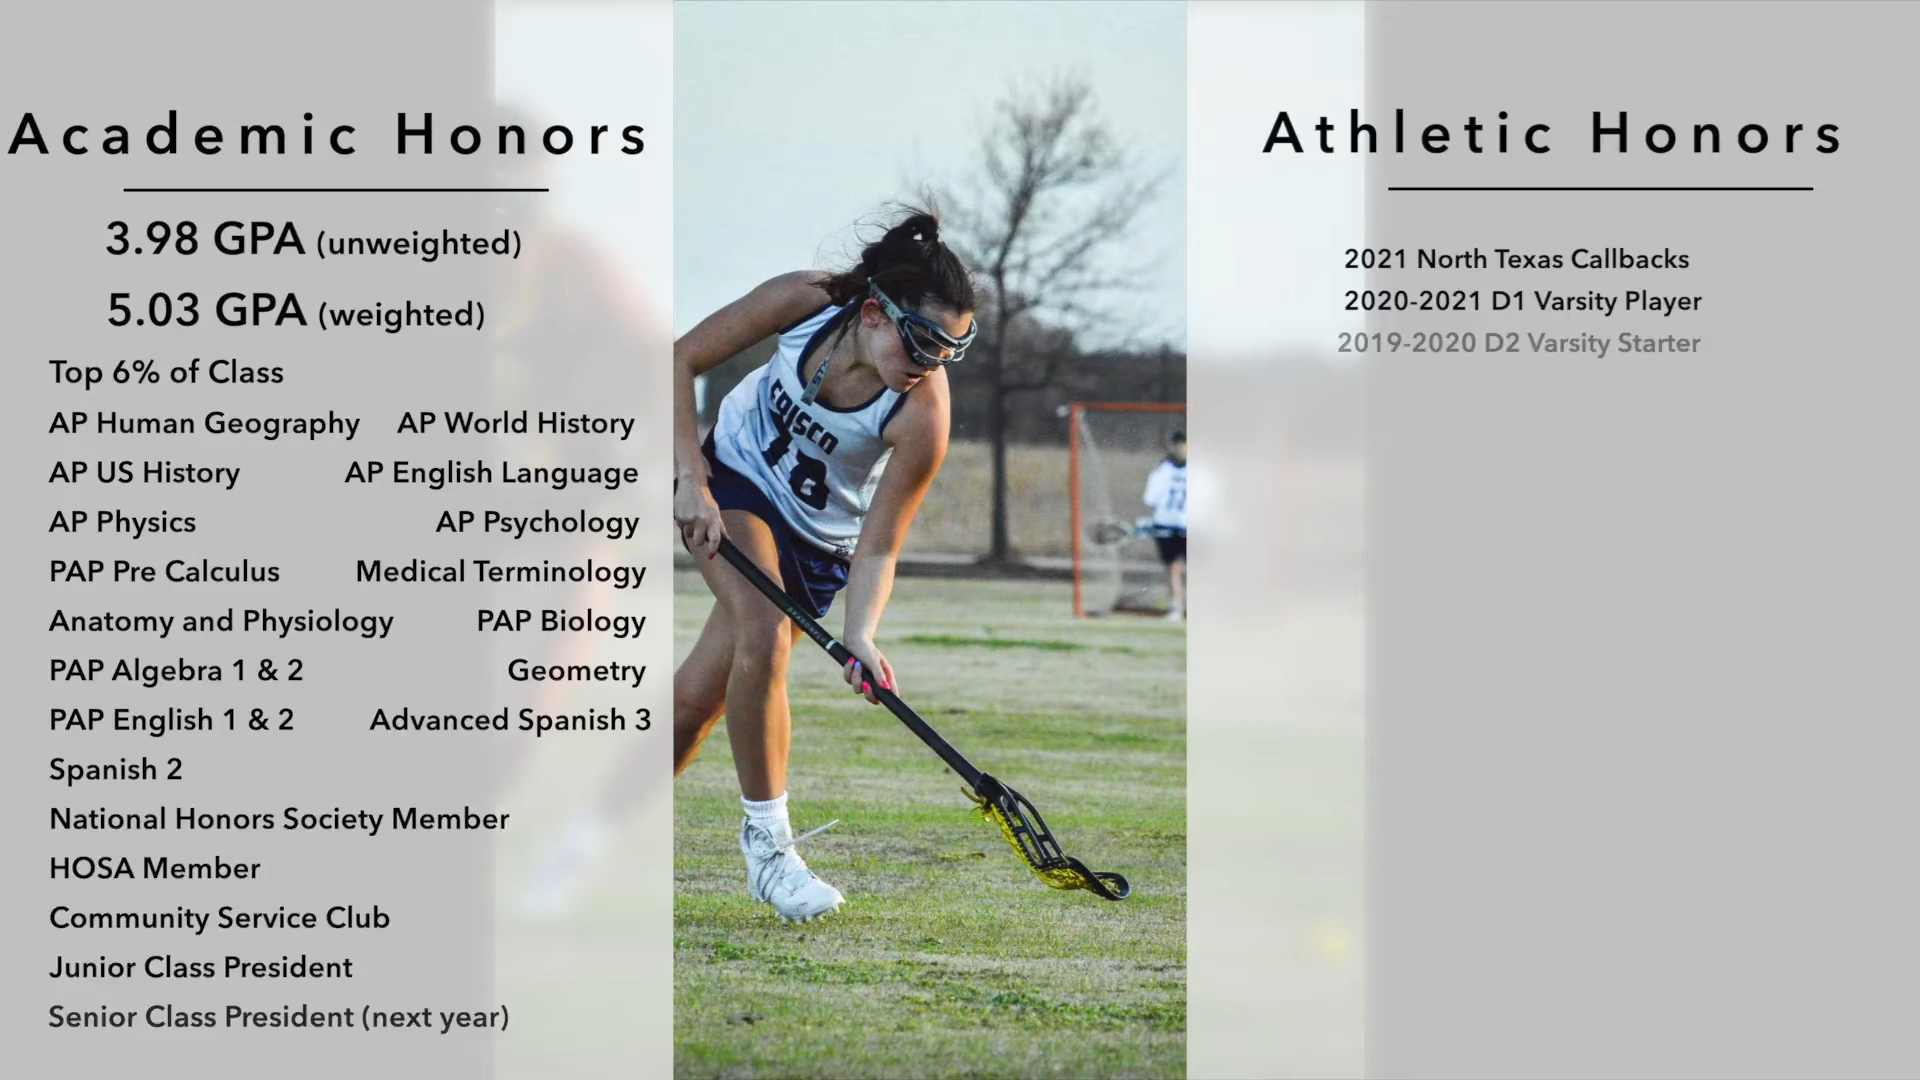 Academic Honors
3.98 GPA (unweighted)
5.03 GPA (weighted)
Top 6% of Class
AP Human Geography AP World History
AP US History AP English Language
AP Physics AP Psychology
PAP Pre Calculus Medical Terminology
Anatomy and Physiology PAP Biology
PAP Algebra 1 & 2 Geometry
PAP English 1 & 2 Advanced Spanish 3
Spanish 2
National Honors Society Member
HOSA Member
Community Service Club
Junior Class President
Senior Class President (next year)
STX
FRISCO
18
DRAGONFLY
Athletic Honors
2021 North Texas Callbacks
2020-2021 D1 Varsity Player
2019-2020 D2 Varsity Starter